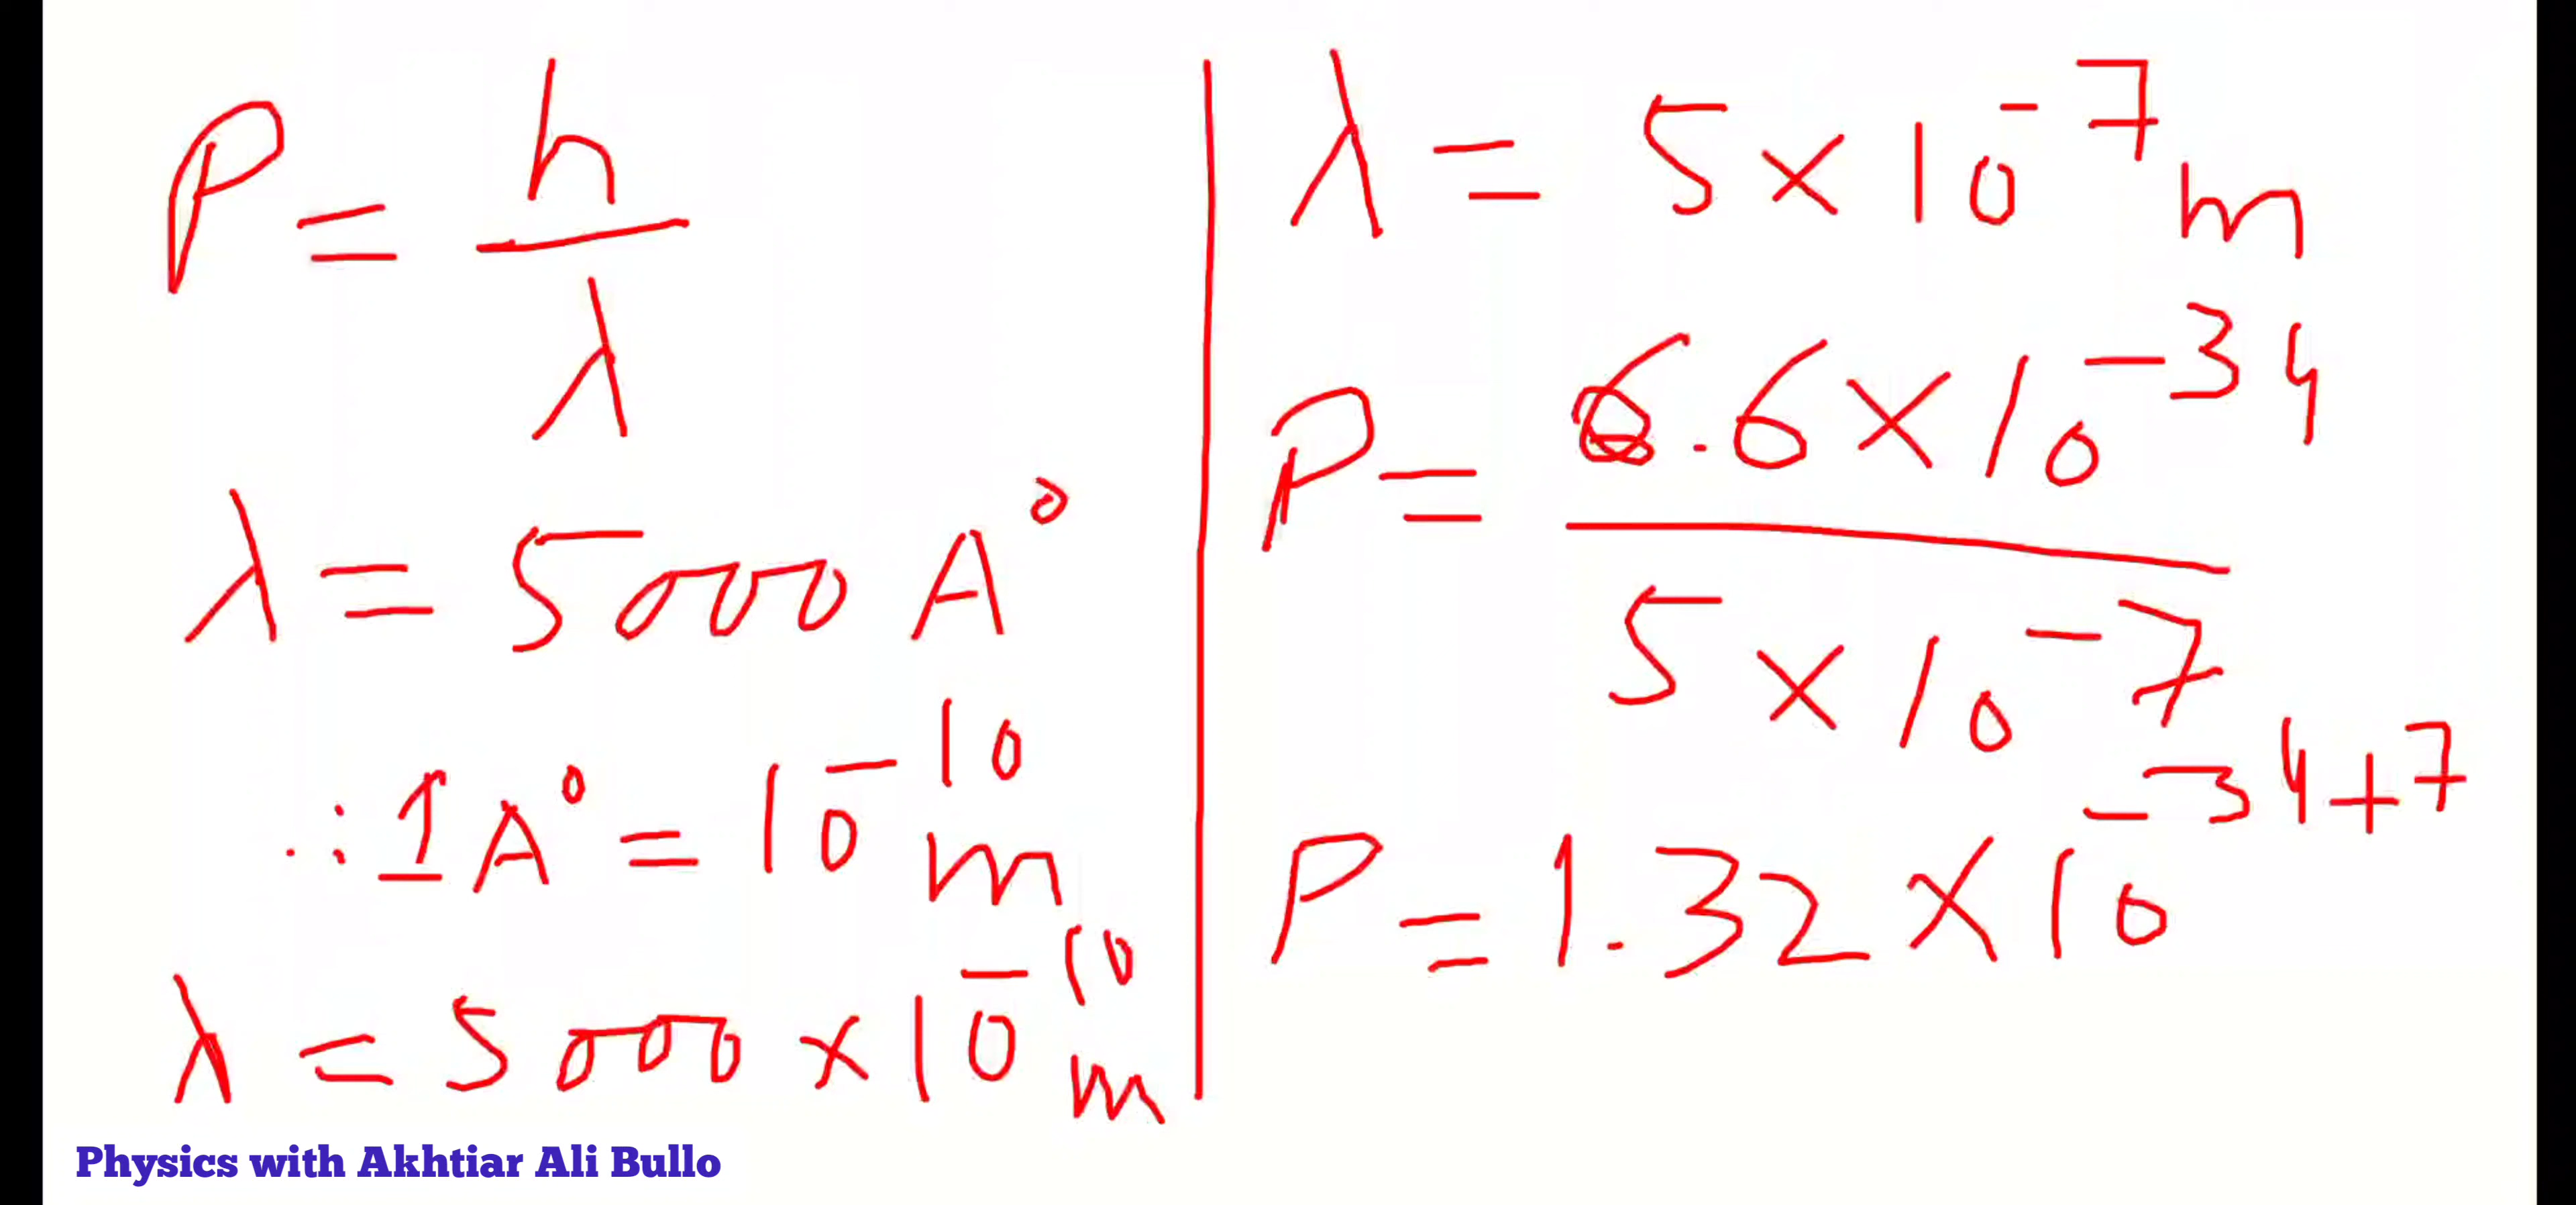 P = h / λ
λ = 5000 A°
∴ 1 A° = 10⁻¹⁰ m
λ = 5000 × 10⁻¹⁰ m
λ = 5 × 10⁻⁷ m
P = 6.6 × 10⁻³⁴ / 5 × 10⁻⁷
P = 1.32 × 10⁻³⁴⁺⁷
Physics with Akhtiar Ali Bullo